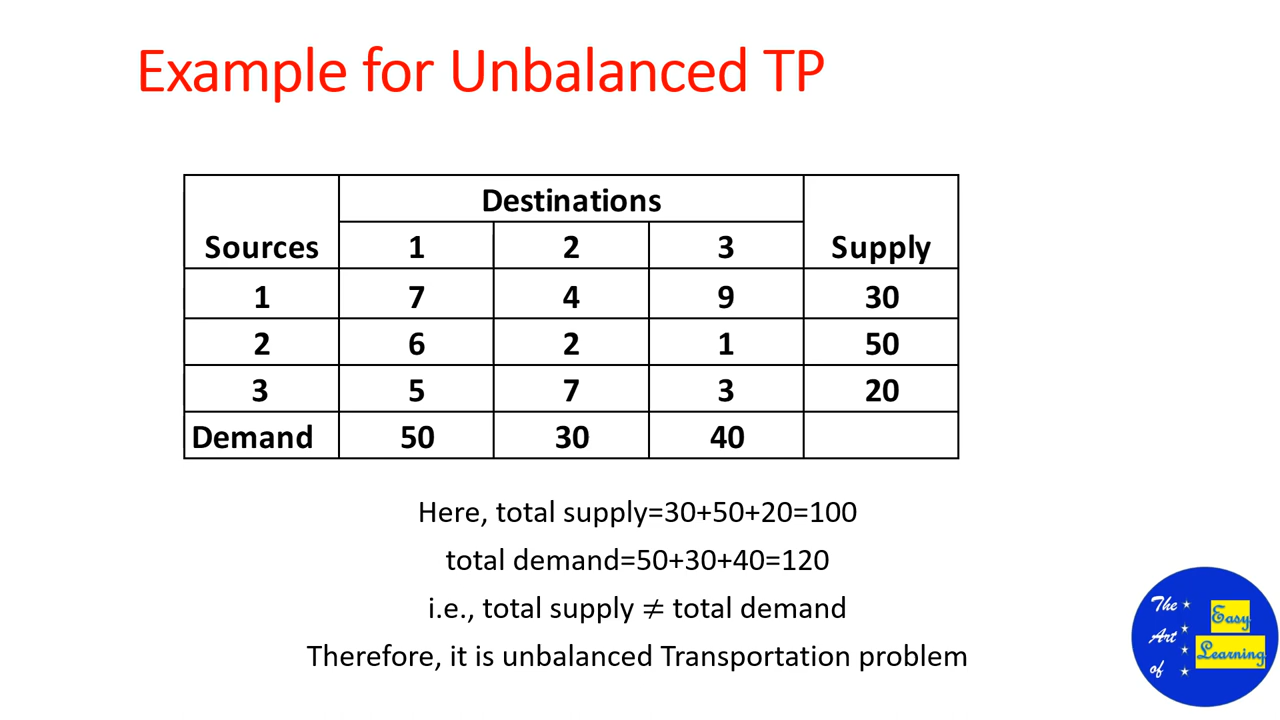 Example for Unbalanced TP
Destinations
Sources 1 2 3 Supply
1 7 4 9 30
2 6 2 1 50
3 5 7 3 20
Demand 50 30 40
Here, total supply=30+50+20=100
total demand=50+30+40=120
i.e., total supply ≠ total demand
Therefore, it is unbalanced Transportation problem
The
Art
of
Easy
Learning